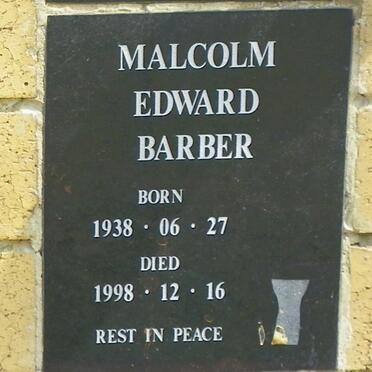 MALCOLM
EDWARD
BARBER
BORN
1938 · 06 · 27
DIED
1998 · 12 · 16
REST IN PEACE